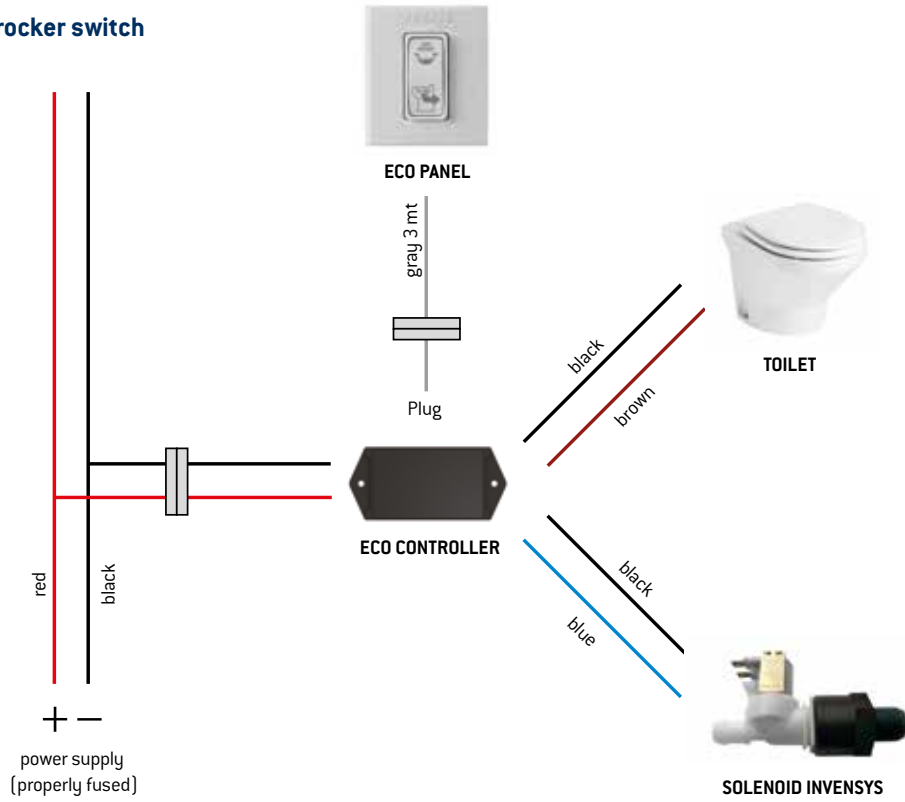 rocker switch
ECO PANEL
gray 3 mt
Plug
TOILET
black
brown
ECO CONTROLLER
red
black
black
blue
+ −
power supply
(properly fused)
SOLENOID INVENSYS